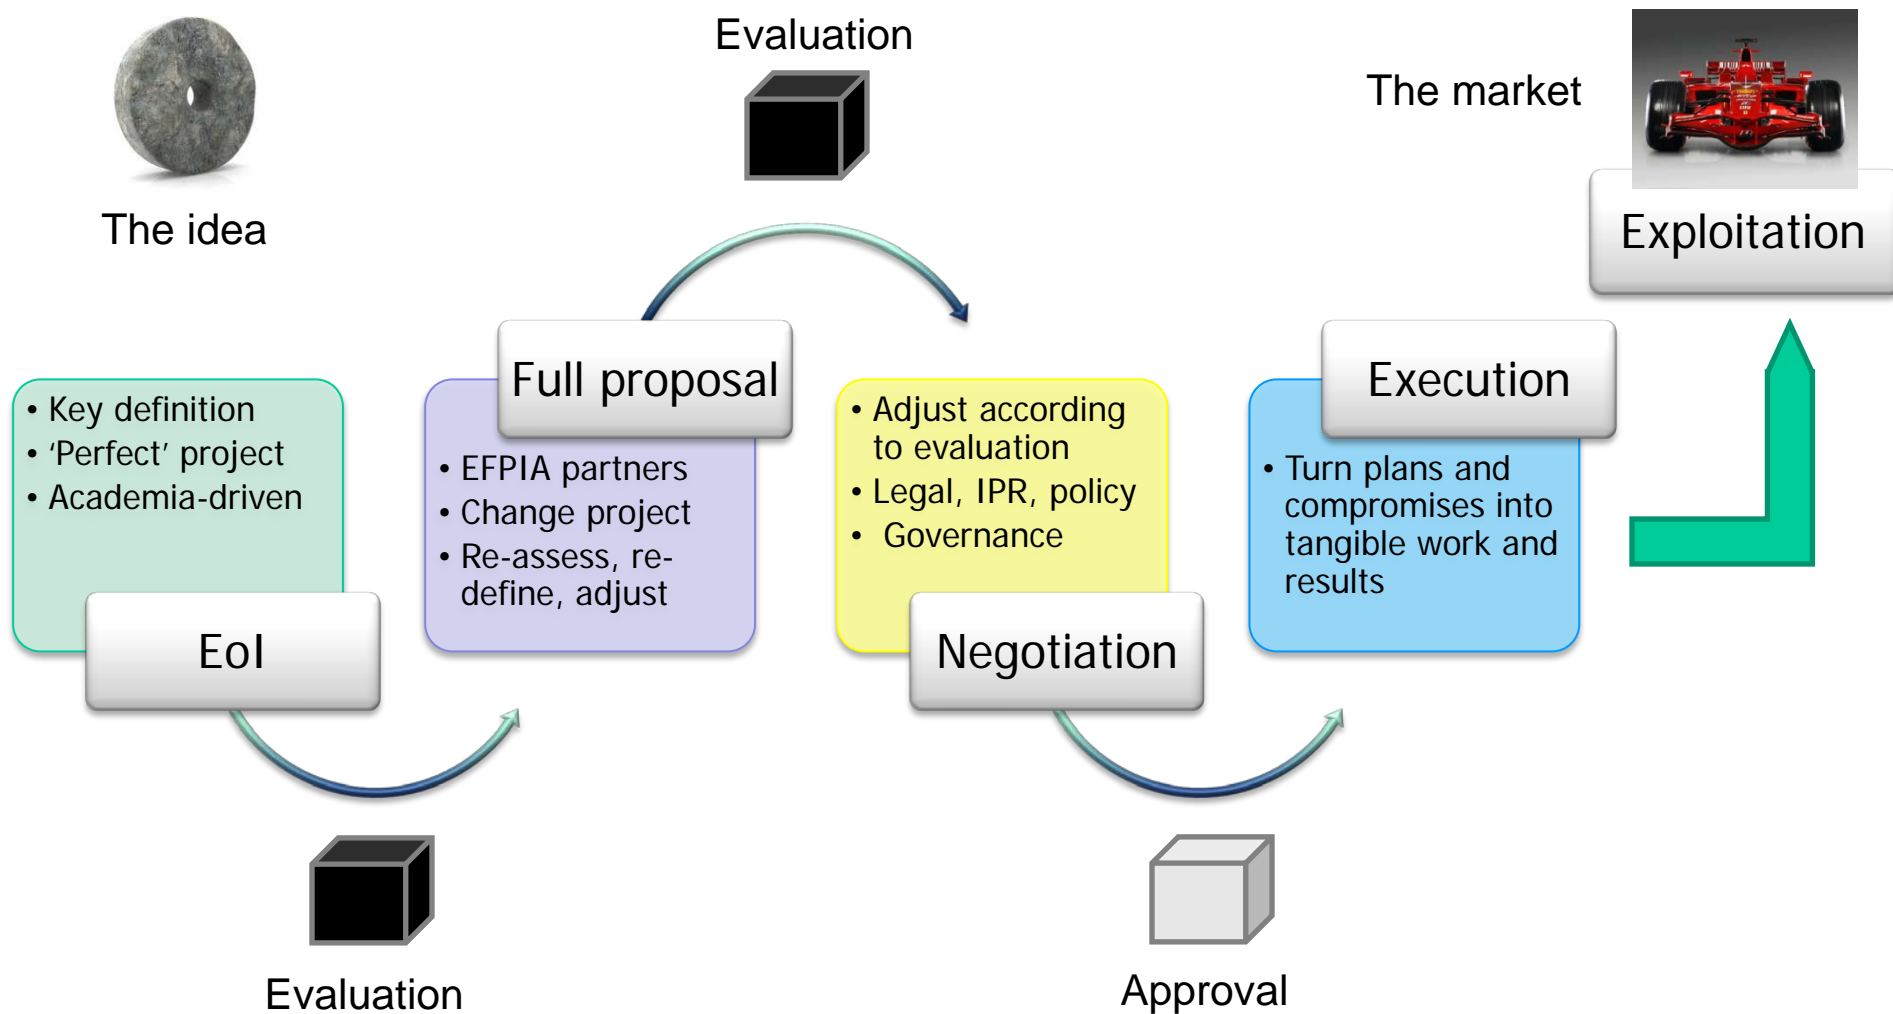 Evaluation
The market
The idea
Exploitation
• Key definition
• ‘Perfect’ project
• Academia-driven
EoI
Full proposal
• EFPIA partners
• Change project
• Re-assess, re-
define, adjust
• Adjust according
to evaluation
• Legal, IPR, policy
• Governance
Negotiation
Execution
• Turn plans and
compromises into
tangible work and
results
Evaluation
Approval